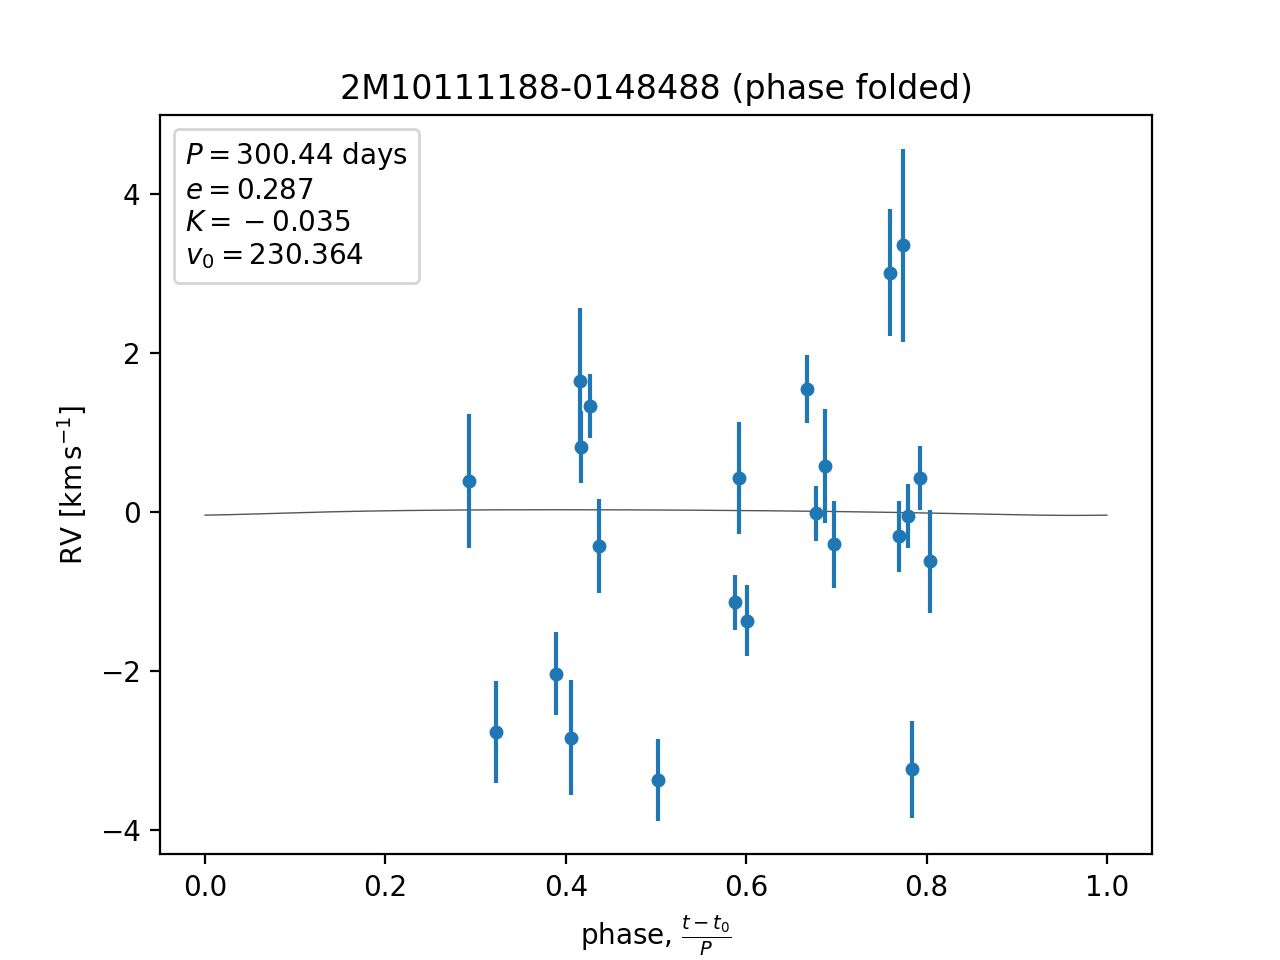 2M10111188-0148488 (phase folded)
P = 300.44 days
e = 0.287
K = −0.035
v₀ = 230.364
4
2
0
−2
−4
RV [km s⁻¹]
0.0 0.2 0.4 0.6 0.8 1.0
phase, (t − t₀)/P